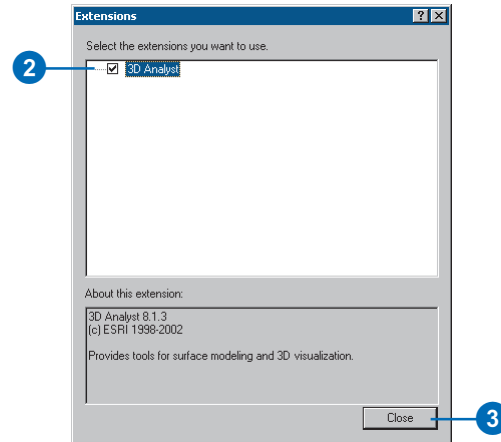 Extensions
Select the extensions you want to use.
2
3D Analyst
About this extension:
3D Analyst 8.1.3
(c) ESRI 1998-2002
Provides tools for surface modeling and 3D visualization.
Close
3